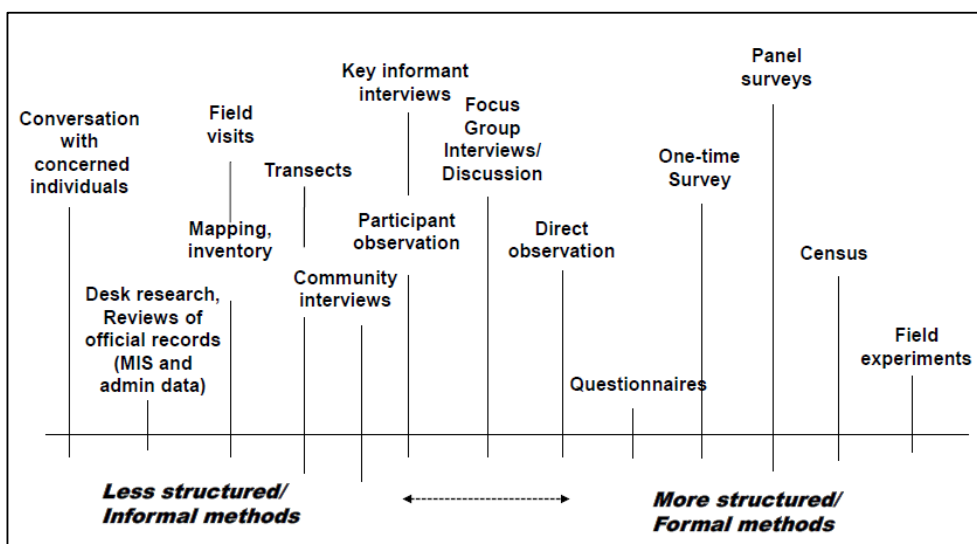 Conversation
with
concerned
individuals
Desk research,
Reviews of
official records
(MIS and
admin data)
Field
visits
Mapping,
inventory
Transects
Community
interviews
Key informant
interviews
Participant
observation
Focus
Group
Interviews/
Discussion
Direct
observation
Questionnaires
One-time
Survey
Panel
surveys
Census
Field
experiments
Less structured/
Informal methods
More structured/
Formal methods